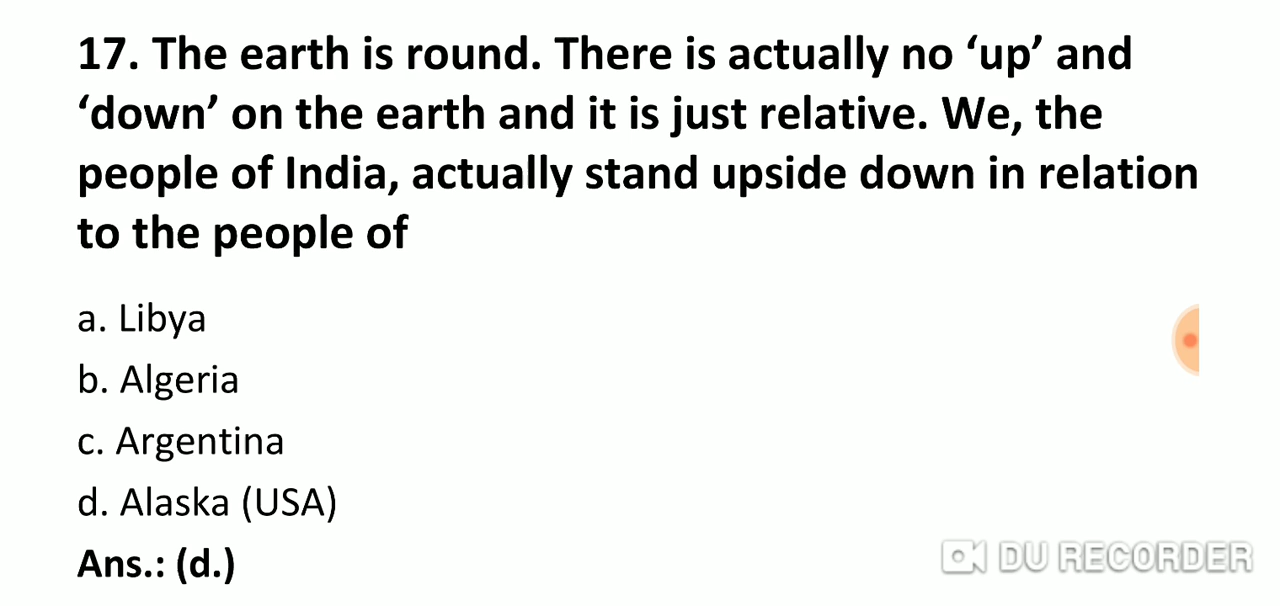 17. The earth is round. There is actually no ‘up’ and
‘down’ on the earth and it is just relative. We, the
people of India, actually stand upside down in relation
to the people of
a. Libya
b. Algeria
c. Argentina
d. Alaska (USA)
Ans.: (d.)
DU RECORDER